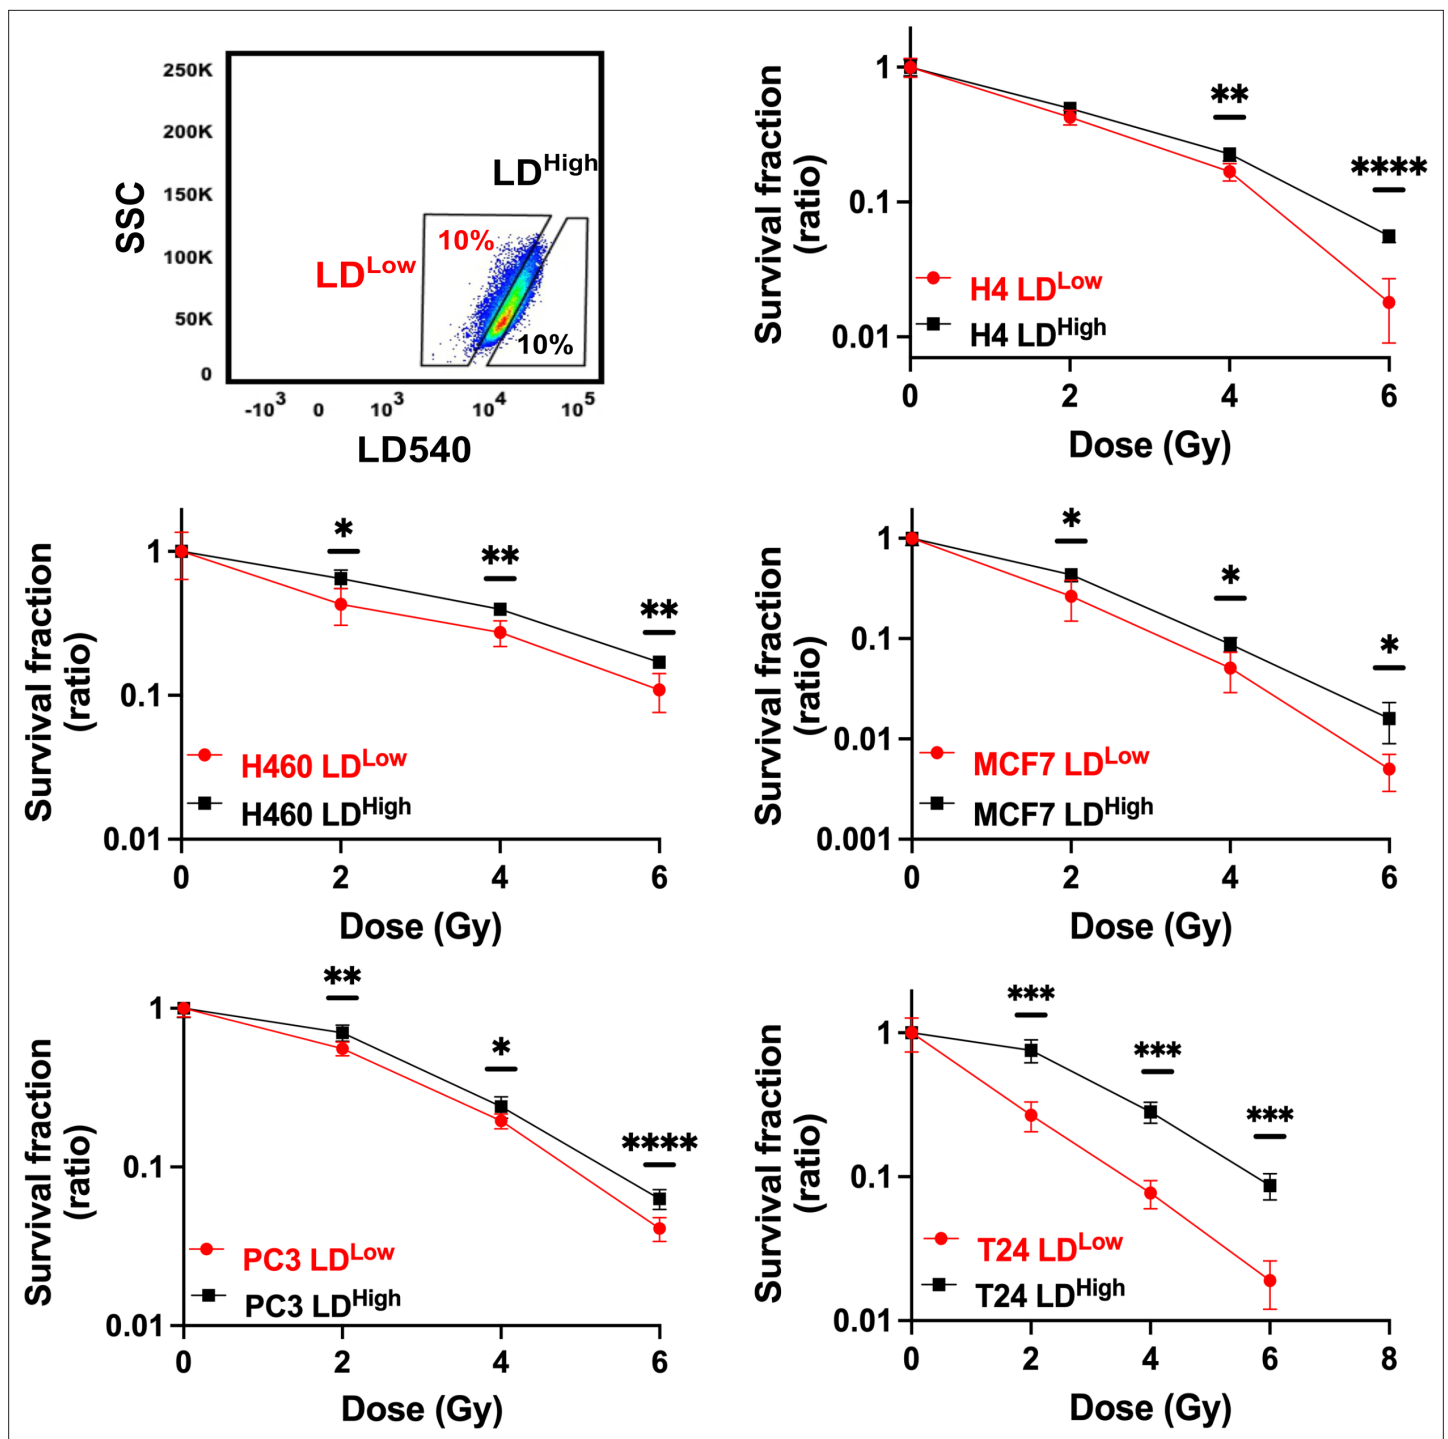 250K
200K
150K
100K
50K
0
SSC
LD^High
10%
LD^Low
10%
-10^3 0 10^3 10^4 10^5
LD540
Survival fraction
(ratio)
1
0.1
0.01
**
****
H4 LD^Low
H4 LD^High
0 2 4 6
Dose (Gy)
Survival fraction
(ratio)
1
0.1
0.01
*
**
**
H460 LD^Low
H460 LD^High
0 2 4 6
Dose (Gy)
Survival fraction
(ratio)
1
0.1
0.01
0.001
*
*
*
MCF7 LD^Low
MCF7 LD^High
0 2 4 6
Dose (Gy)
Survival fraction
(ratio)
1
0.1
0.01
**
*
****
PC3 LD^Low
PC3 LD^High
0 2 4 6
Dose (Gy)
Survival fraction
(ratio)
1
0.1
0.01
***
***
***
T24 LD^Low
T24 LD^High
0 2 4 6 8
Dose (Gy)